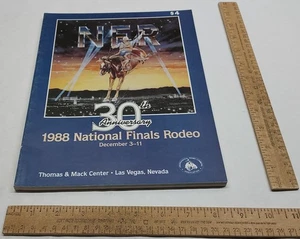 $4
NFR
30th
Anniversary
1988 National Finals Rodeo
December 3-11
Thomas & Mack Center • Las Vegas, Nevada